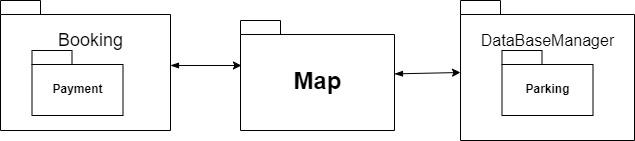 Booking
Payment
Map
DataBaseManager
Parking